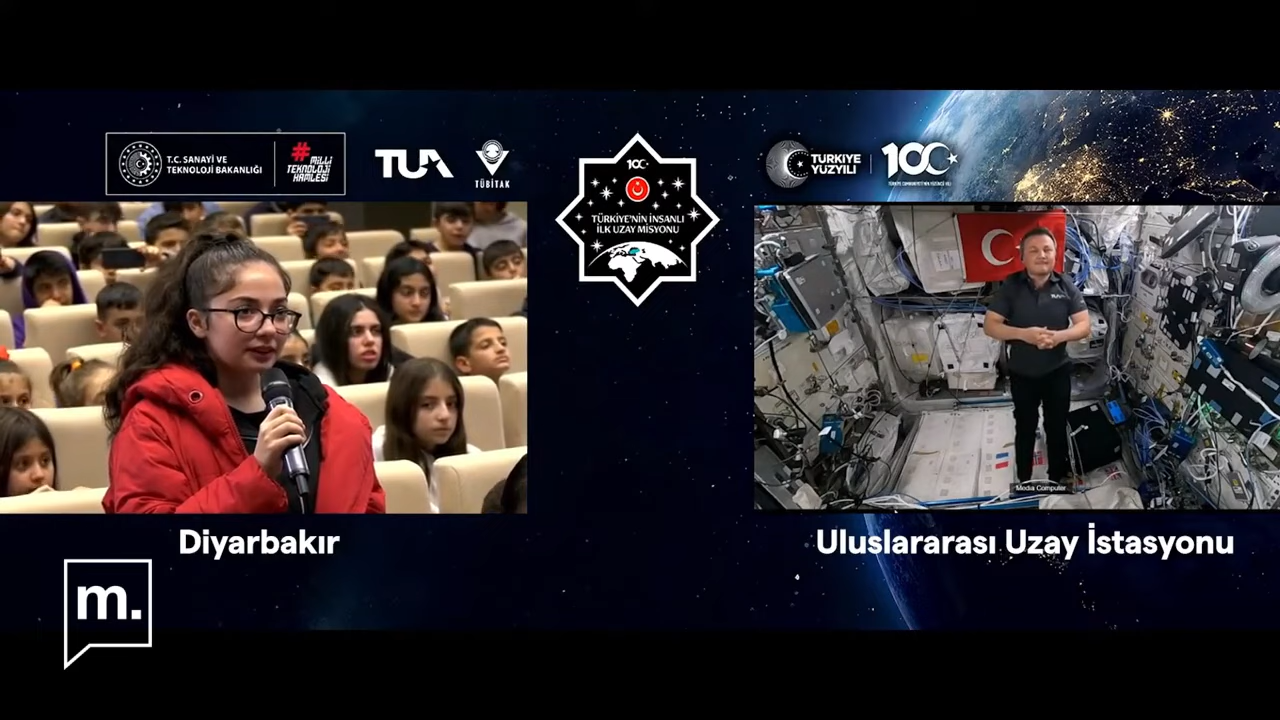 T.C. SANAYİ VE
TEKNOLOJİ BAKANLIĞI
#
MİLLİ
TEKNOLOJİ
HAMLESİ
TUA
TÜBİTAK
100
TÜRKİYE'NİN İNSANLI
İLK UZAY MİSYONU
TÜRKİYE
YÜZYILI
100
Media Computer
Diyarbakır
Uluslararası Uzay İstasyonu
m.